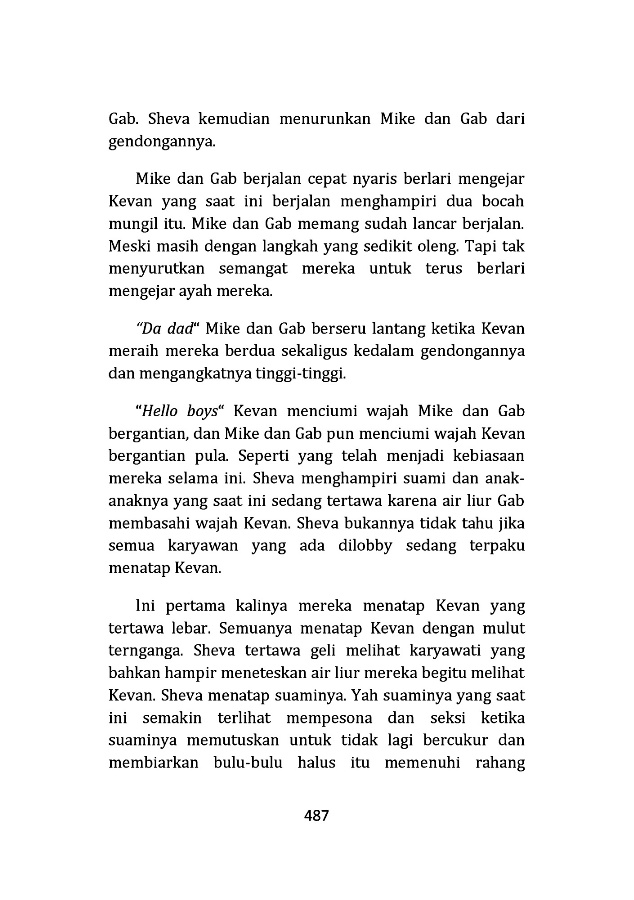 Gab. Sheva kemudian menurunkan Mike dan Gab dari
gendongannya.
Mike dan Gab berjalan cepat nyaris berlari mengejar
Kevan yang saat ini berjalan menghampiri dua bocah
mungil itu. Mike dan Gab memang sudah lancar berjalan.
Meski masih dengan langkah yang sedikit oleng. Tapi tak
menyurutkan semangat mereka untuk terus berlari
mengejar ayah mereka.
“Da dad“ Mike dan Gab berseru lantang ketika Kevan
meraih mereka berdua sekaligus kedalam gendongannya
dan mengangkatnya tinggi-tinggi.
“Hello boys“ Kevan menciumi wajah Mike dan Gab
bergantian, dan Mike dan Gab pun menciumi wajah Kevan
bergantian pula. Seperti yang telah menjadi kebiasaan
mereka selama ini. Sheva menghampiri suami dan anak-
anaknya yang saat ini sedang tertawa karena air liur Gab
membasahi wajah Kevan. Sheva bukannya tidak tahu jika
semua karyawan yang ada dilobby sedang terpaku
menatap Kevan.
Ini pertama kalinya mereka menatap Kevan yang
tertawa lebar. Semuanya menatap Kevan dengan mulut
ternganga. Sheva tertawa geli melihat karyawati yang
bahkan hampir meneteskan air liur mereka begitu melihat
Kevan. Sheva menatap suaminya. Yah suaminya yang saat
ini semakin terlihat mempesona dan seksi ketika
suaminya memutuskan untuk tidak lagi bercukur dan
membiarkan bulu-bulu halus itu memenuhi rahang
487